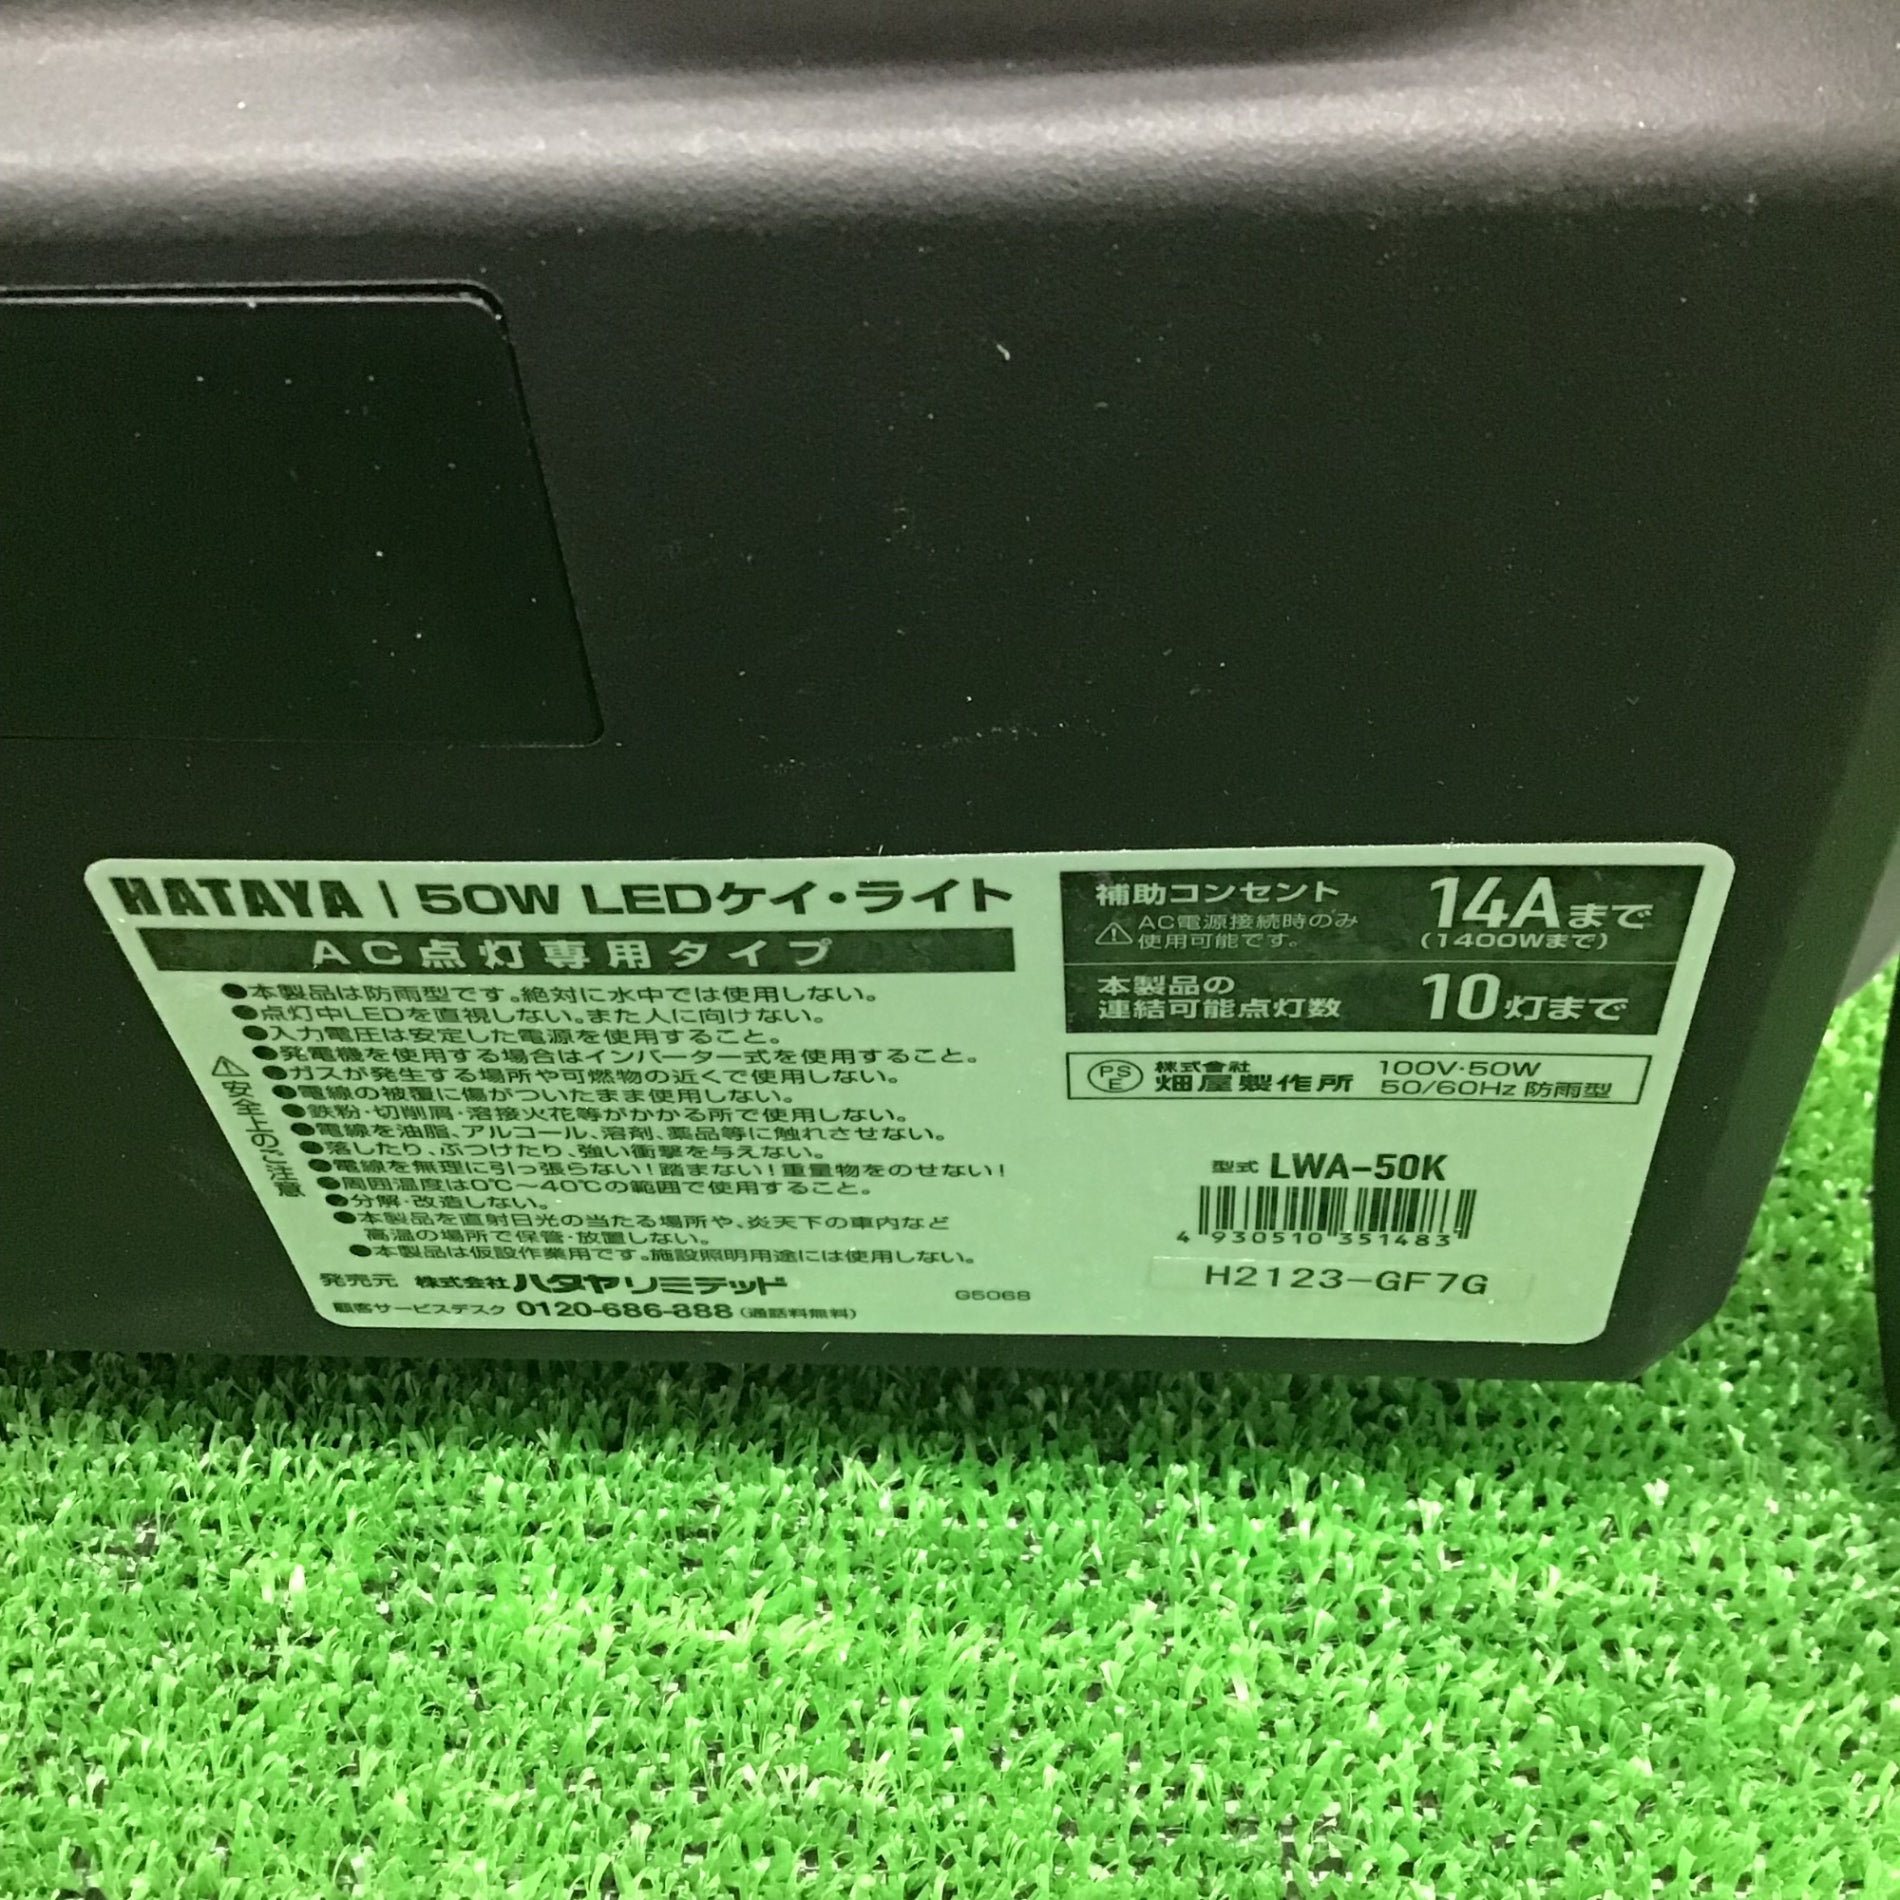 HATAYA | 50W LEDケイ・ライト
AC点灯専用タイプ
⚠安全上のご注意
●本製品は防雨型です。絶対に水中では使用しない。
●点灯中LEDを直視しない。また人に向けない。
●入力電圧は安定した電源を使用すること。
●発電機を使用する場合はインバーター式を使用すること。
●ガスが発生する場所や可燃物の近くで使用しない。
●電線の被覆に傷がついたまま使用しない。
●鉄粉・切削屑・溶接火花等がかかる所で使用しない。
●電線を油脂、アルコール、溶剤、薬品等に触れさせない。
●落としたり、ぶつけたり、強い衝撃を与えない。
●電線を無理に引っ張らない!踏まない!重量物をのせない!
●周囲温度は0℃~40℃の範囲で使用すること。
●分解・改造しない。
●本製品を直射日光の当たる場所や、炎天下の車内など
高温の場所で保管・放置しない。
●本製品は仮設作業用です。施設照明用途には使用しない。
発売元 株式会社ハタヤリミテッド
顧客サービスデスク 0120-686-888(通話料無料)
G5068
補助コンセント 14Aまで
⚠AC電源接続時のみ
使用可能です。 (1400Wまで)
本製品の
連結可能点灯数 10灯まで
PSE 株式会社 畑屋製作所
100V・50W
50/60Hz 防雨型
型式 LWA-50K
4 930510 351483
H2123-GF7G